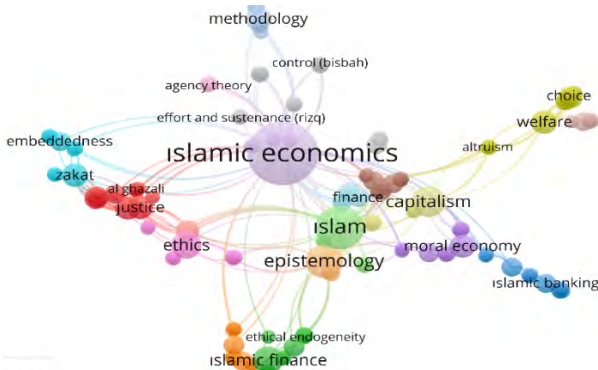 methodology
control (bisbah)
agency theory
choice
effort and sustenance (rizq)
welfare
embeddedness
altruism
ıslamic economics
zakat
al ghazali
finance
capitalism
justice
ıslam
ethics
moral economy
epistemology
ıslamic banking
ethical endogeneity
ıslamic finance